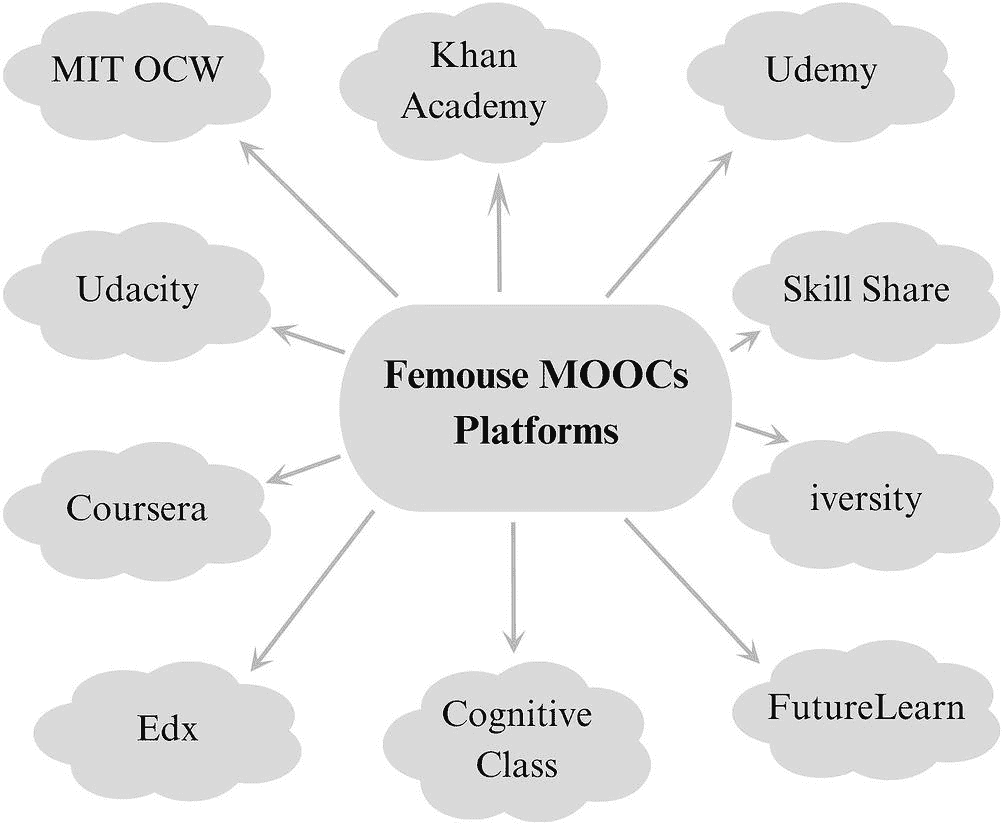 MIT OCW
Khan
Academy
Udemy
Udacity
Skill Share
Femouse MOOCs
Platforms
Coursera
iversity
Edx
Cognitive
Class
FutureLearn